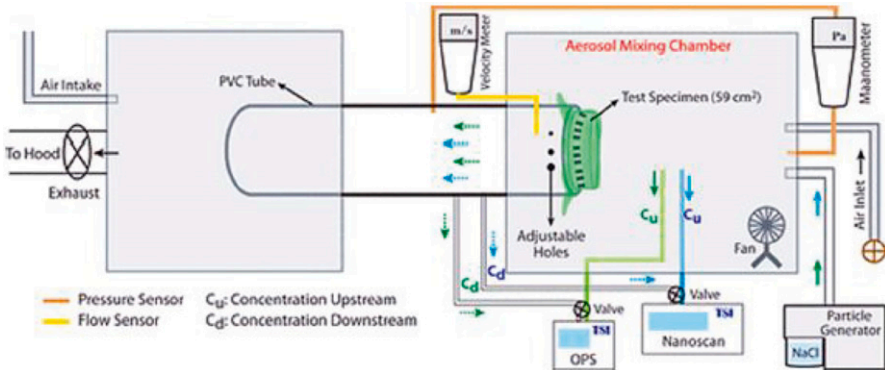 m/s
Velocity Meter
Pa
Maanometer
Aerosol Mixing Chamber
Air Intake
PVC Tube
Test Specimen (59 cm²)
To Hood
Exhaust
Adjustable
Holes
Cu
Cu
Fan
Air Inlet
Cd
Cd
Pressure Sensor
Cu: Concentration Upstream
Flow Sensor
Cd: Concentration Downstream
Valve
Valve
TSI
OPS
TSI
Nanoscan
Particle
Generator
NaCl